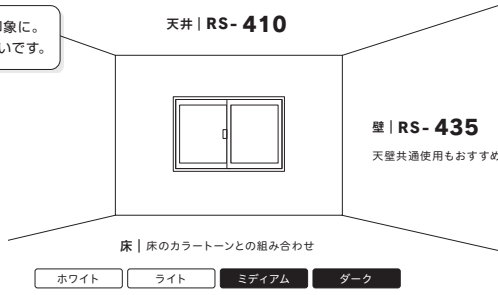 象に。
いです。
天井 | RS-410
壁 | RS-435
天壁共通使用もおすすめ
床 | 床のカラートーンとの組み合わせ
ホワイト ライト ミディアム ダーク